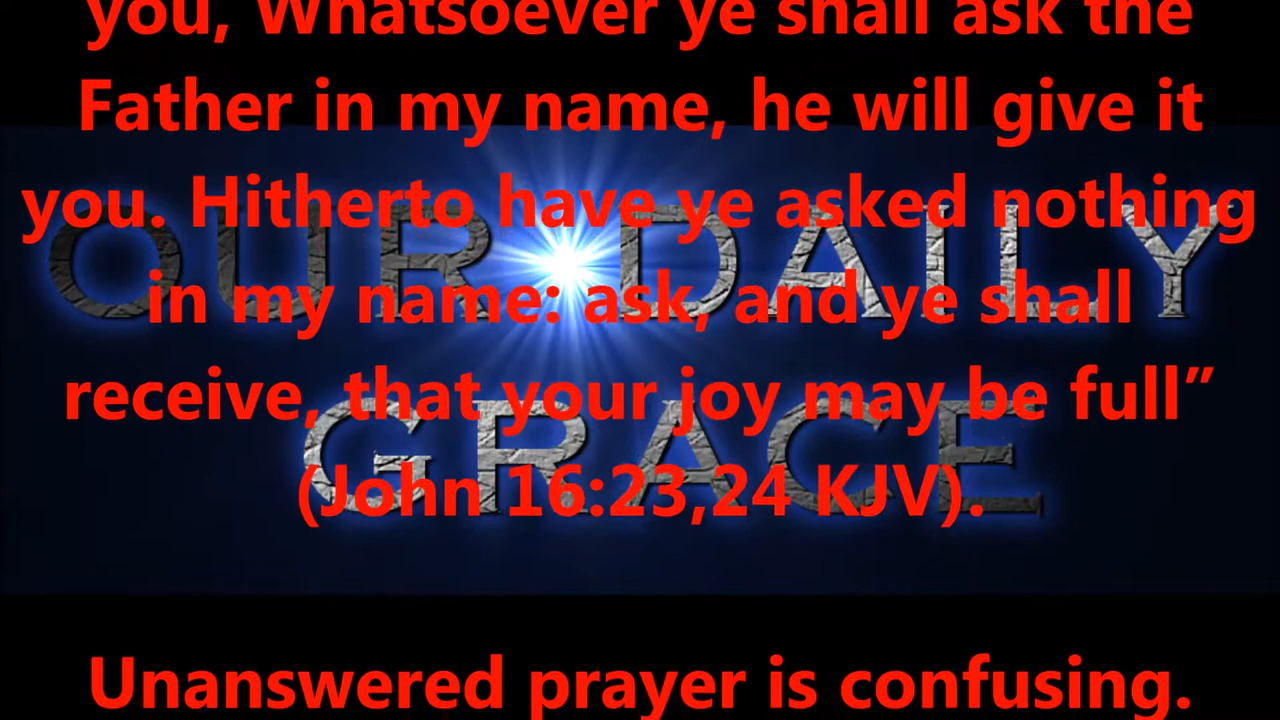 you, Whatsoever ye shall ask the
Father in my name, he will give it
you. Hitherto have ye asked nothing
in my name: ask, and ye shall
receive, that your joy may be full”
(John 16:23,24 KJV).
Unanswered prayer is confusing.
OUR DAILY
GRACE